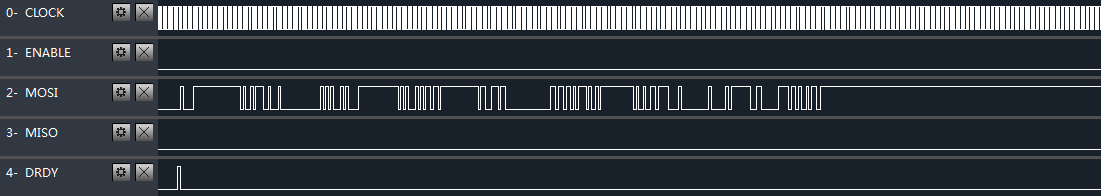 0- CLOCK
1- ENABLE
2- MOSI
3- MISO
4- DRDY